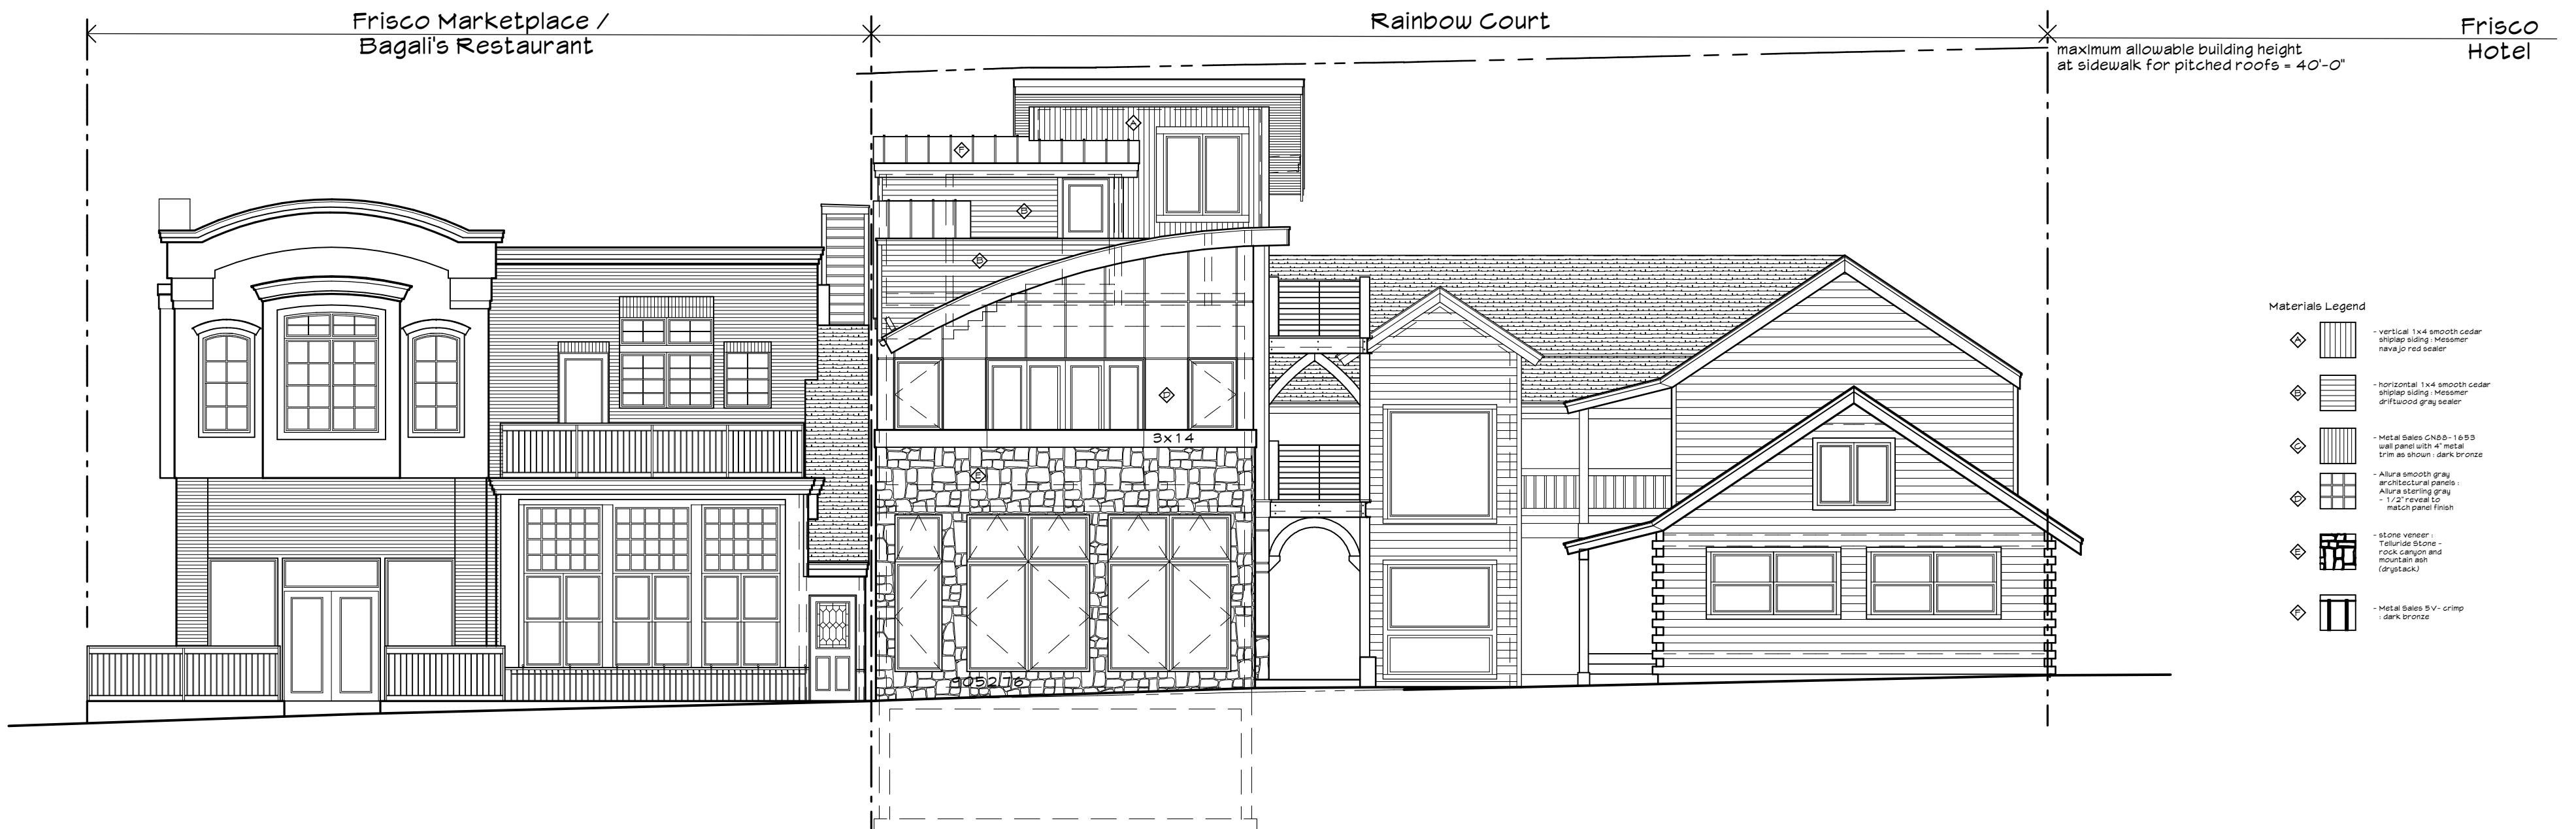 Frisco Marketplace /
Bagali's Restaurant
Rainbow Court
Frisco
Hotel
maximum allowable building height
at sidewalk for pitched roofs = 40'-0"
A
F
B
B
D
3x14
E
905276
Materials Legend
A
- vertical 1x4 smooth cedar
shiplap siding : Messmer
navajo red sealer
B
- horizontal 1x4 smooth cedar
shiplap siding : Messmer
driftwood gray sealer
C
- Metal Sales CN88-1653
wall panel with 4" metal
trim as shown : dark bronze
D
- Allura smooth gray
architectural panels :
Allura sterling gray
- 1/2" reveal to
match panel finish
E
- stone veneer :
Telluride Stone -
rock canyon and
mountain ash
(drystack)
F
- Metal Sales 5V- crimp
: dark bronze